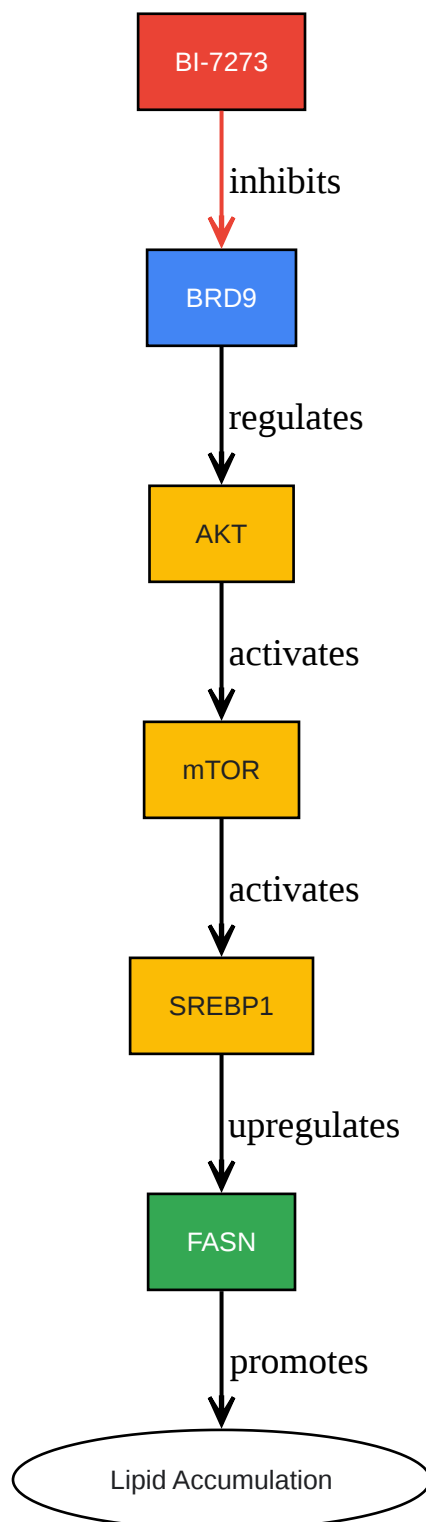 BI-7273
inhibits
BRD9
regulates
AKT
activates
mTOR
activates
SREBP1
upregulates
FASN
promotes
Lipid Accumulation